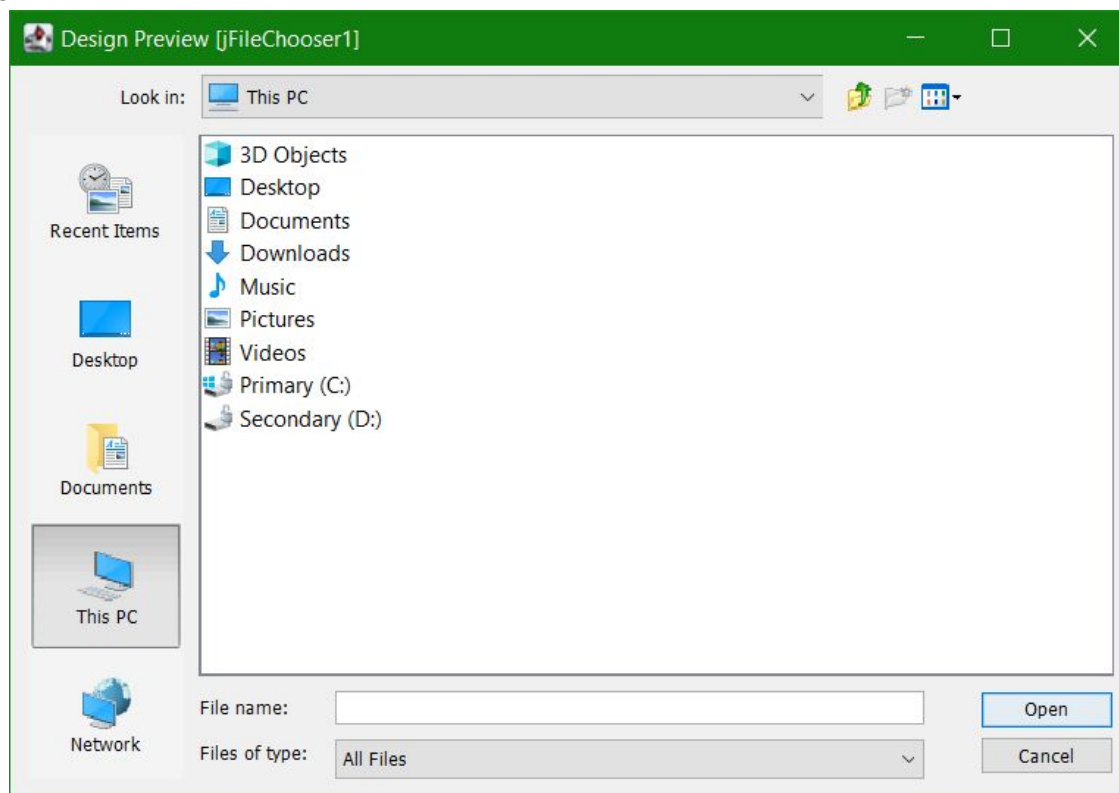 Design Preview [jFileChooser1]
Look in: This PC
Recent Items
Desktop
Documents
This PC
Network
3D Objects
Desktop
Documents
Downloads
Music
Pictures
Videos
Primary (C:)
Secondary (D:)
File name:
Open
Files of type: All Files
Cancel